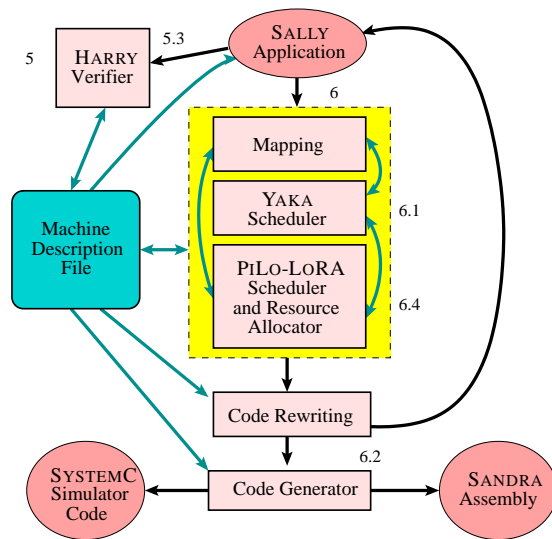 5
5.3
HARRY
Verifier
SALLY
Application
6
Mapping
YAKA
Scheduler
6.1
Machine
Description
File
PILO-LORA
Scheduler
and Resource
Allocator
6.4
Code Rewriting
6.2
SYSTEMC
Simulator
Code
Code Generator
SANDRA
Assembly